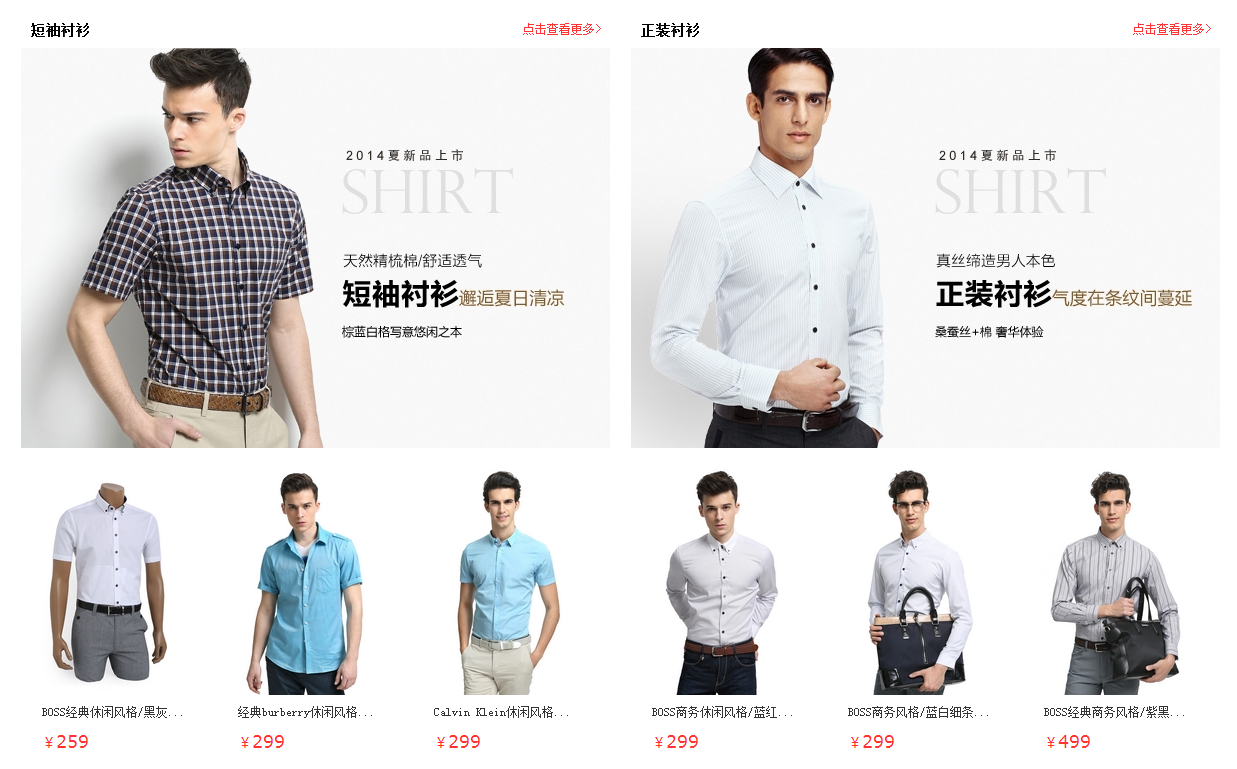 短袖衬衫
点击查看更多>
2014夏新品上市
SHIRT
天然精梳棉/舒适透气
短袖衬衫邂逅夏日清凉
棕蓝白格写意悠闲之本
BOSS经典休闲风格/黑灰...
¥259
经典burberry休闲风格...
¥299
Calvin Klein休闲风格...
¥299
正装衬衫
点击查看更多>
2014夏新品上市
SHIRT
真丝缔造男人本色
正装衬衫气度在条纹间蔓延
桑蚕丝+棉 奢华体验
BOSS商务休闲风格/蓝红...
¥299
BOSS商务风格/蓝白细条...
¥299
BOSS经典商务风格/紫黑...
¥499